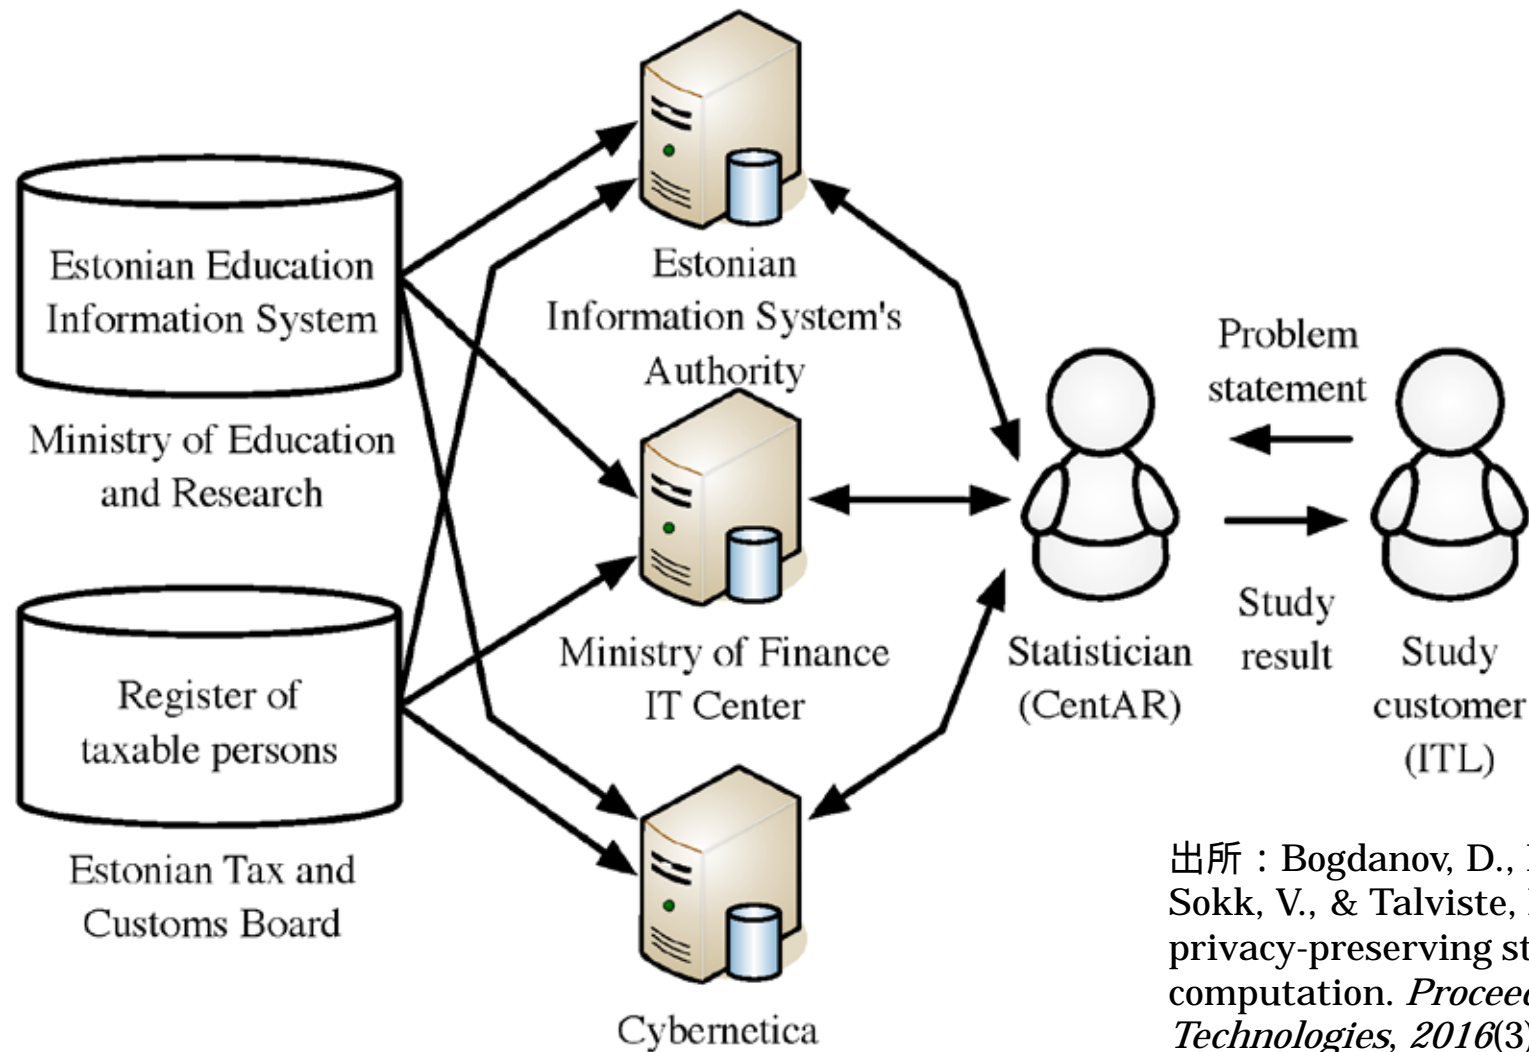 Estonian Education
Information System
Ministry of Education
and Research
Register of
taxable persons
Estonian Tax and
Customs Board
Estonian
Information System's
Authority
Ministry of Finance
IT Center
Cybernetica
Statistician
(CentAR)
Problem
statement
Study
result
Study
customer
(ITL)
出所：Bogdanov, D.,
Sokk, V., & Talviste,
privacy-preserving
computation.
Technologies, 2016(3)